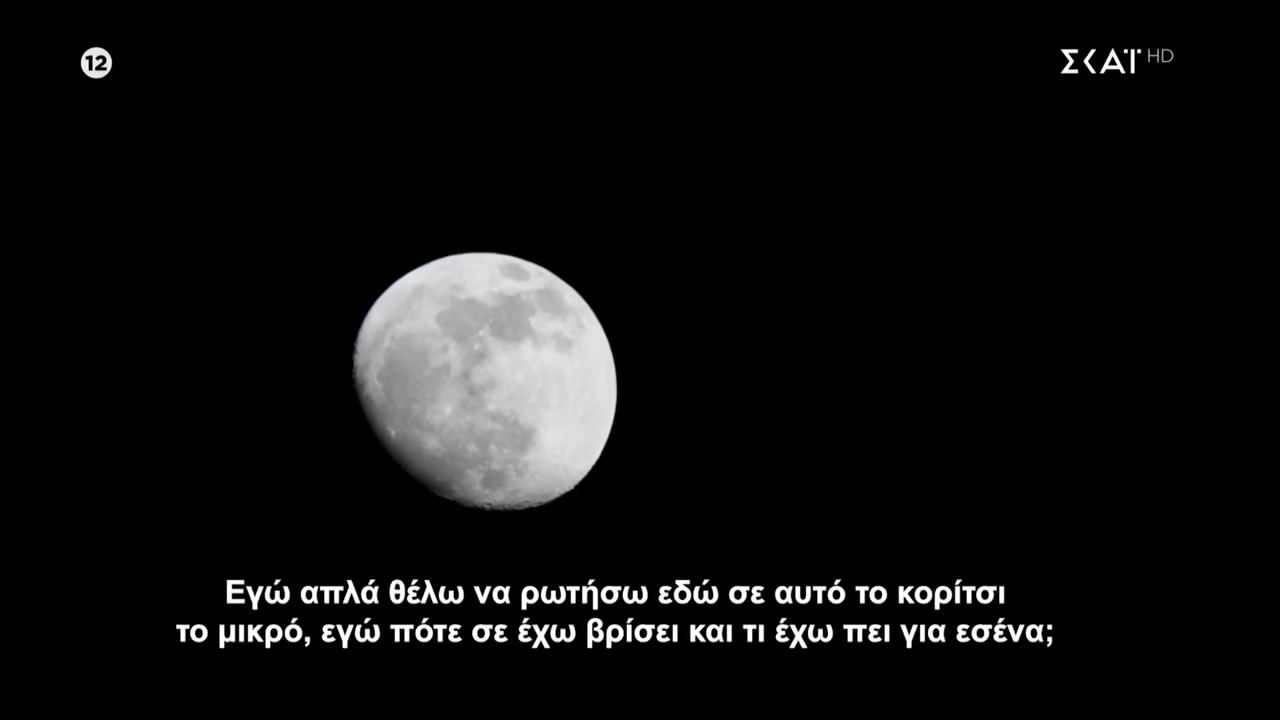 12
ΣΚΑΪ HD
Εγώ απλά θέλω να ρωτήσω εδώ σε αυτό το κορίτσι
το μικρό, εγώ πότε σε έχω βρίσει και τι έχω πει για εσένα;